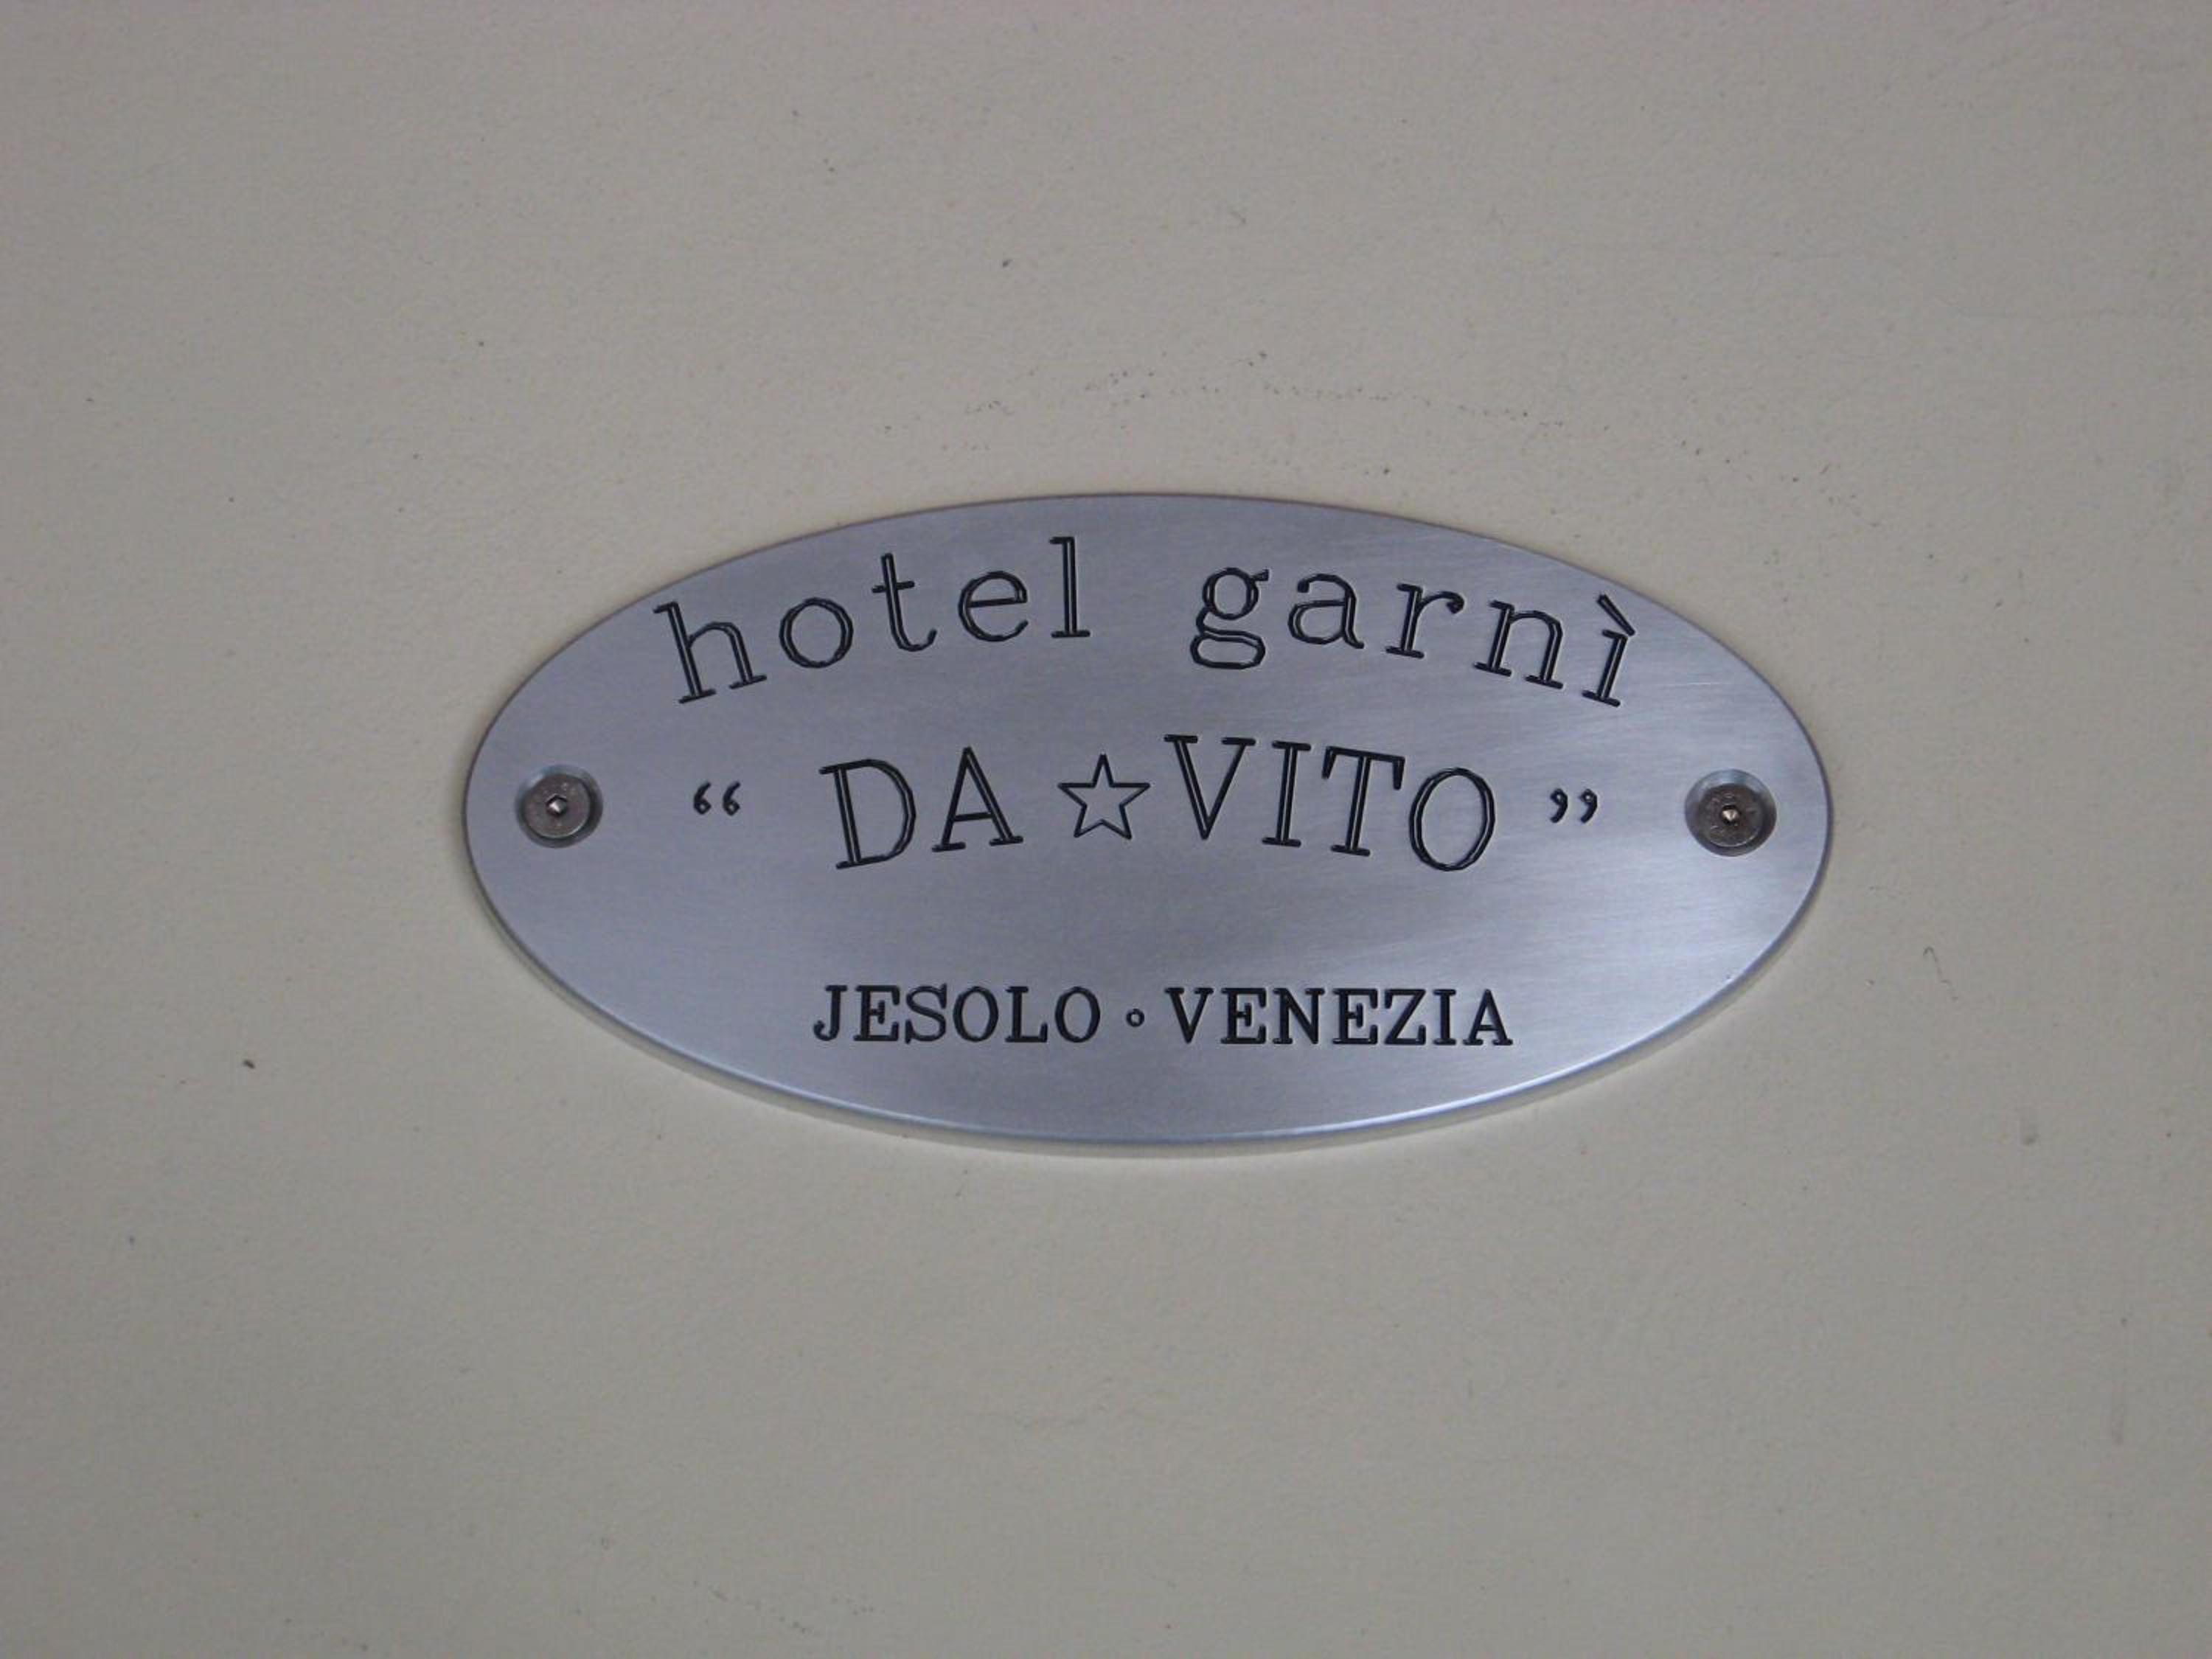 hotel garnì
“ DA ☆ VITO ”
JESOLO ∘ VENEZIA